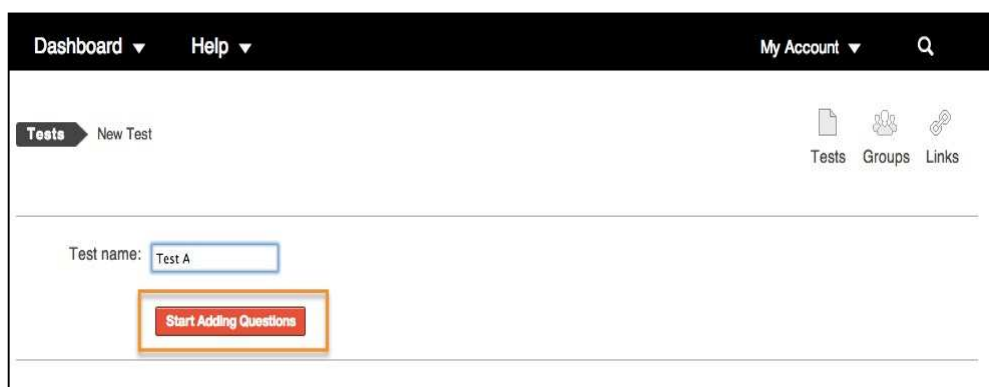 Dashboard ▼ Help ▼ My Account ▼
Tests New Test
Tests Groups Links
Test name: Test A
Start Adding Questions